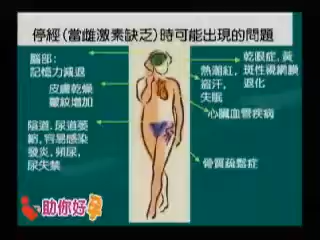 停經(當雌激素缺乏)時可能出現的問題
腦部:
記憶力減退
皮膚乾燥
皺紋增加
陰道、尿道萎
縮,容易感染
發炎,頻尿,
尿失禁
乾眼症,黃
斑性視網膜
退化
熱潮紅,
盜汗,
失眠
心臟血管疾病
骨質疏鬆症
助你好孕